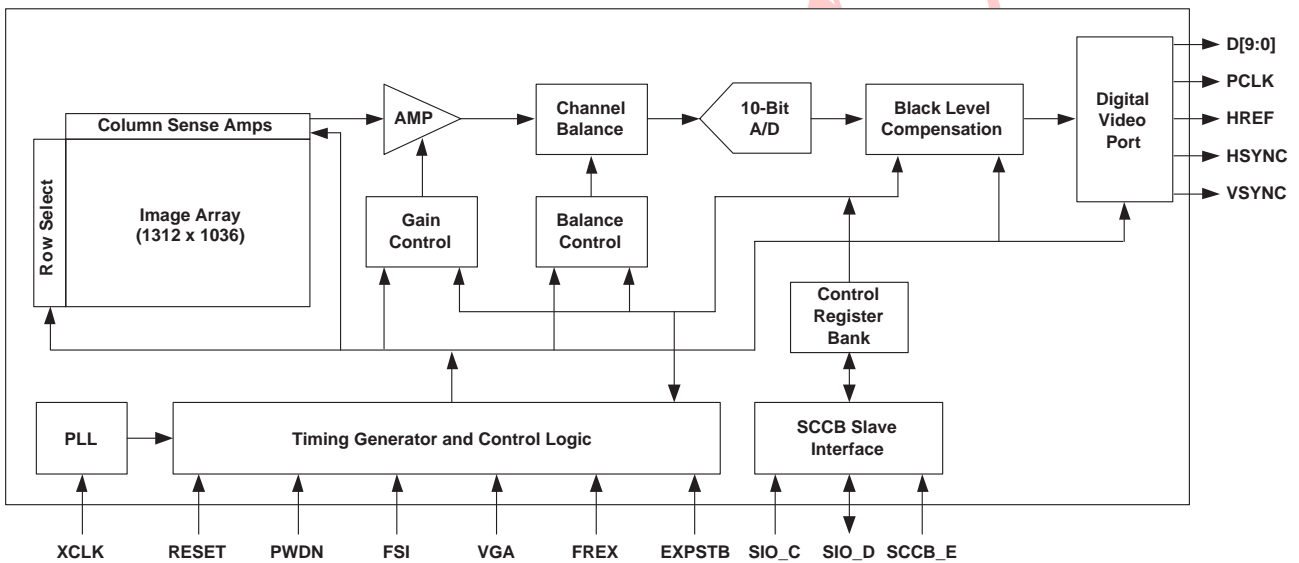 D[9:0]
PCLK
HREF
HSYNC
VSYNC
AMP
Channel
Balance
10-Bit
A/D
Black Level
Compensation
Digital
Video
Port
Column Sense Amps
Row Select
Image Array
(1312 x 1036)
Gain
Control
Balance
Control
Control
Register
Bank
PLL
Timing Generator and Control Logic
SCCB Slave
Interface
XCLK
RESET
PWDN
FSI
VGA
FREX
EXPSTB
SIO_C
SIO_D
SCCB_E